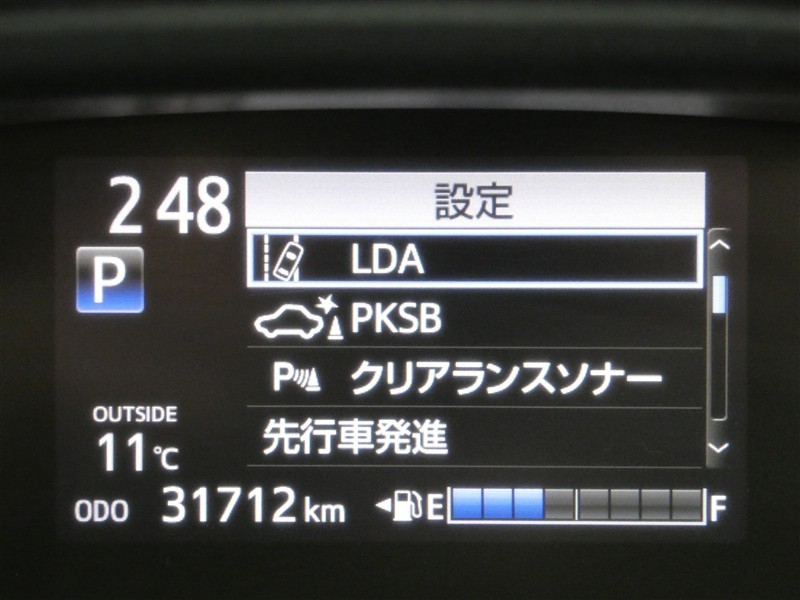 2 48
設定
P
LDA
PKSB
P クリアランスソナー
先行車発進
OUTSIDE
11℃
ODO 31712 km
E F